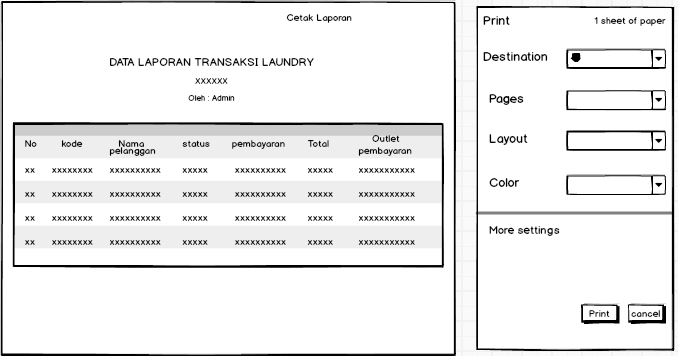 Cetak Laporan
DATA LAPORAN TRANSAKSI LAUNDRY
xxxxxx
Oleh : Admin
No kode Nama pelanggan status pembayaran Total Outlet pembayaran
xx xxxxxxxx xxxxxxxxxx xxxxx xxxxxxxxxx xxxxx xxxxxxxxxxx
xx xxxxxxxx xxxxxxxxxx xxxxx xxxxxxxxxx xxxxx xxxxxxxxxxx
xx xxxxxxxx xxxxxxxxxx xxxxx xxxxxxxxxx xxxxx xxxxxxxxxxx
xx xxxxxxxx xxxxxxxxxx xxxxx xxxxxxxxxx xxxxx xxxxxxxxxxx
Print 1 sheet of paper
Destination
Pages
Layout
Color
More settings
Print cancel